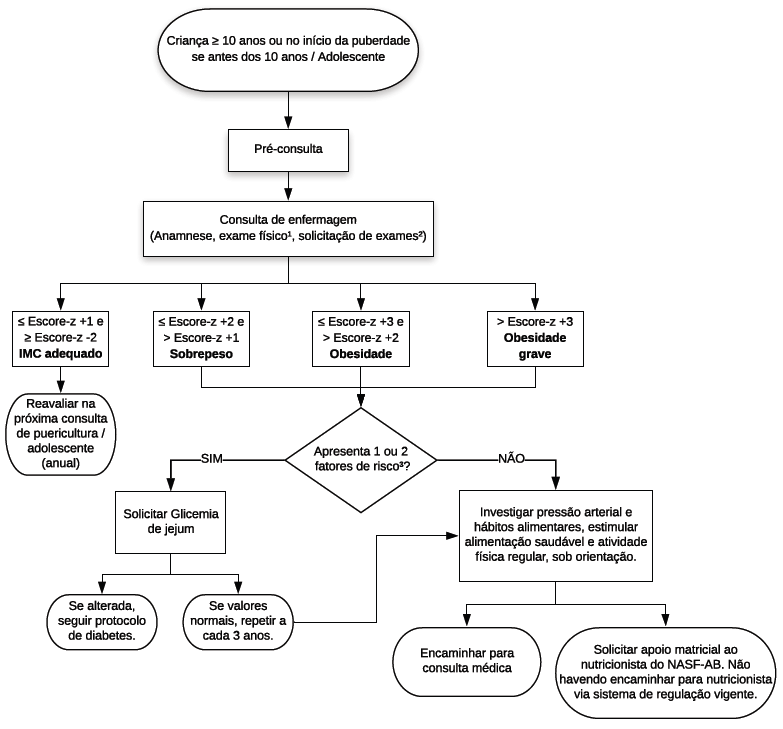 Criança ≥ 10 anos ou no início da puberdade
se antes dos 10 anos / Adolescente
Pré-consulta
Consulta de enfermagem
(Anamnese, exame físico¹, solicitação de exames²)
≤ Escore-z +1 e
≥ Escore-z -2
IMC adequado
≤ Escore-z +2 e
> Escore-z +1
Sobrepeso
≤ Escore-z +3 e
> Escore-z +2
Obesidade
> Escore-z +3
Obesidade
grave
Reavaliar na
próxima consulta
de puericultura /
adolescente
(anual)
Apresenta 1 ou 2
fatores de risco³?
SIM
NÃO
Solicitar Glicemia
de jejum
Investigar pressão arterial e
hábitos alimentares, estimular
alimentação saudável e atividade
física regular, sob orientação.
Se alterada,
seguir protocolo
de diabetes.
Se valores
normais, repetir a
cada 3 anos.
Encaminhar para
consulta médica
Solicitar apoio matricial ao
nutricionista do NASF-AB. Não
havendo encaminhar para nutricionista
via sistema de regulação vigente.